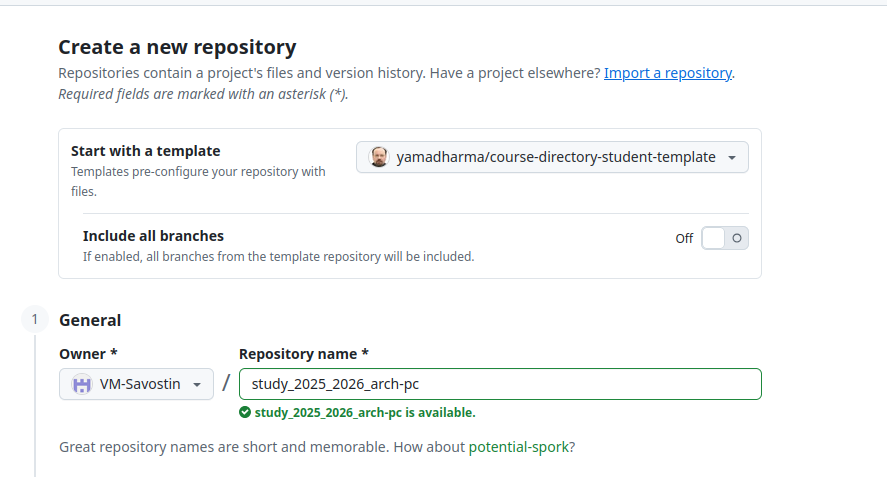 Create a new repository
Repositories contain a project's files and version history. Have a project elsewhere? Import a repository.
Required fields are marked with an asterisk (*).
Start with a template
Templates pre-configure your repository with
files.
yamadharma/course-directory-student-template
Include all branches
If enabled, all branches from the template repository will be included.
Off
1
General
Owner *
Repository name *
VM-Savostin
/
study_2025_2026_arch-pc
study_2025_2026_arch-pc is available.
Great repository names are short and memorable. How about potential-spork?